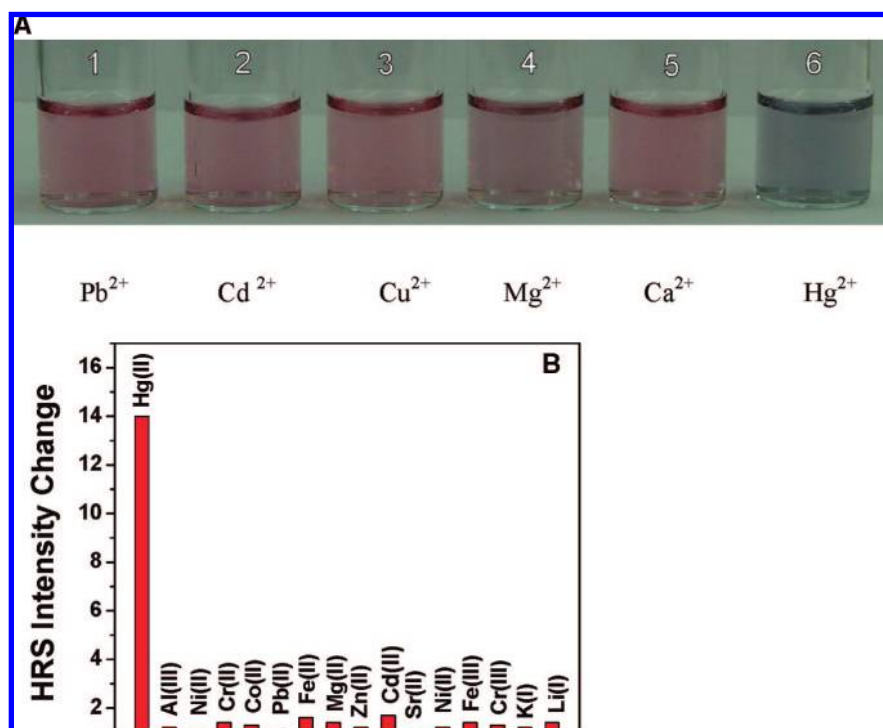 A
1 2 3 4 5 6
Pb2+ Cd 2+ Cu2+ Mg2+ Ca2+ Hg2+
B
HRS Intensity Change
16
14
12
10
8
6
4
2
Hg(II)
Al(III)
Ni(II)
Cr(II)
Co(II)
Pb(II)
Fe(II)
Mg(II)
Zn(II)
Cd(II)
Sr(II)
Ni(II)
Fe(III)
Cr(III)
K(I)
Li(I)